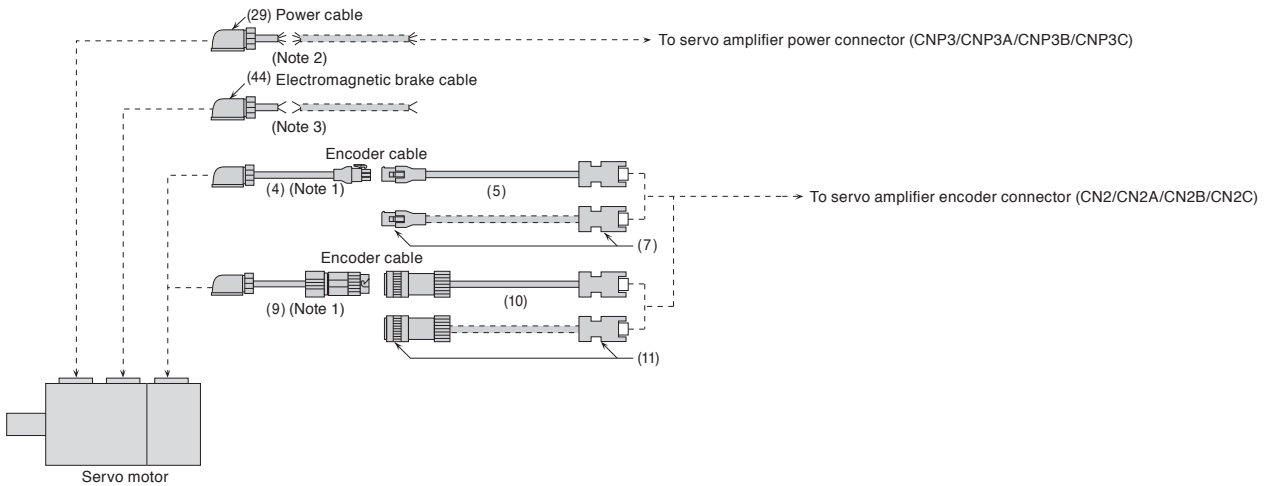 (29) Power cable
To servo amplifier power connector (CNP3/CNP3A/CNP3B/CNP3C)
(Note 2)
(44) Electromagnetic brake cable
(Note 3)
Encoder cable
(4) (Note 1)
(5)
To servo amplifier encoder connector (CN2/CN2A/CN2B/CN2C)
(7)
Encoder cable
(9) (Note 1)
(10)
(11)
Servo motor